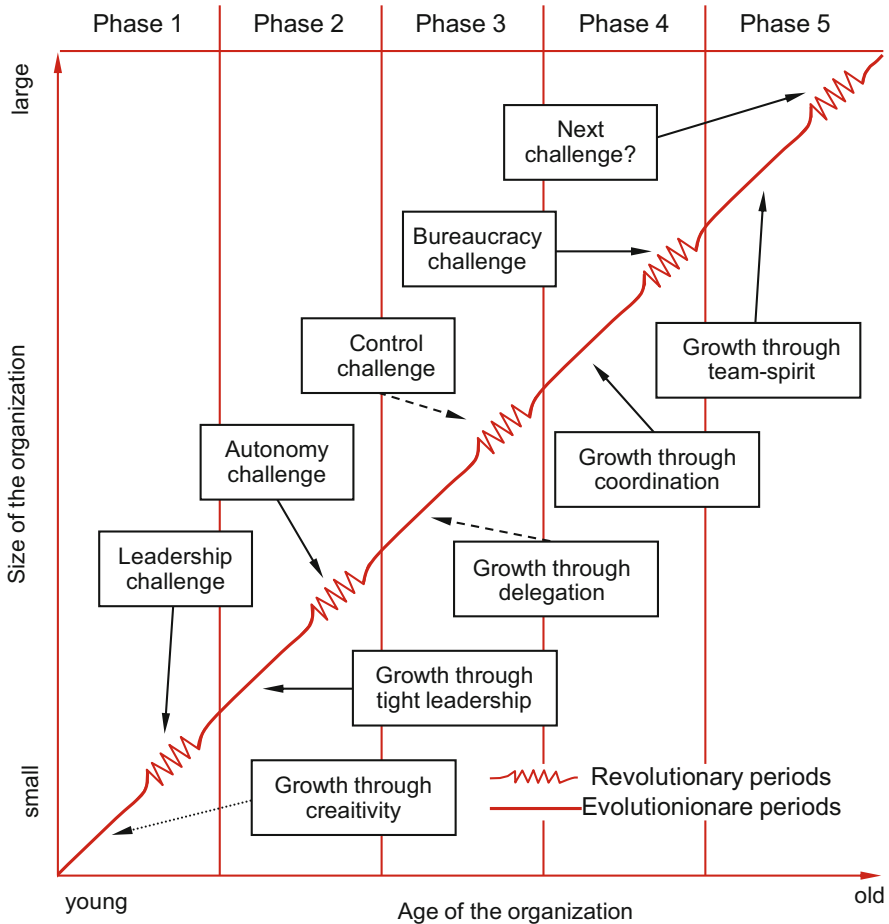 Phase 1
Phase 2
Phase 3
Phase 4
Phase 5
large
Next
challenge?
Bureaucracy
challenge
Control
challenge
Growth through
team-spirit
Autonomy
challenge
Growth through
coordination
Size of the organization
Leadership
challenge
Growth through
delegation
Growth through
tight leadership
small
Growth through
creaitivity
Revolutionary periods
Evolutionionare periods
young
Age of the organization
old